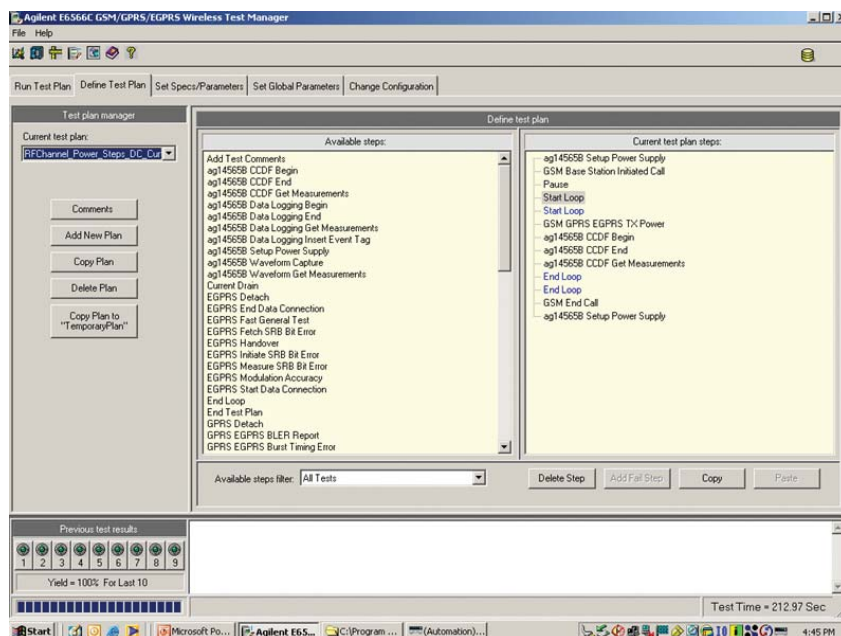 Agilent E6566C GSM/GPRS/EGPRS Wireless Test Manager
File Help
Run Test Plan Define Test Plan Set Specs/Parameters Set Global Parameters Change Configuration
Test plan manager
Current test plan:
RFChannel_Power_Steps_DC_Cur
Comments
Add New Plan
Copy Plan
Delete Plan
Copy Plan to
"TemporaryPlan"
Define test plan
Available steps:
Add Test Comments
ag14565B CCDF Begin
ag14565B CCDF End
ag14565B CCDF Get Measurements
ag14565B Data Logging Begin
ag14565B Data Logging End
ag14565B Data Logging Get Measurements
ag14565B Data Logging Insert Event Tag
ag14565B Setup Power Supply
ag14565B Waveform Capture
ag14565B Waveform Get Measurements
Current Drain
EGPRS Detach
EGPRS End Data Connection
EGPRS Fast General Test
EGPRS Fetch SRB Bit Error
EGPRS Handover
EGPRS Initiate SRB Bit Error
EGPRS Measure SRB Bit Error
EGPRS Modulation Accuracy
EGPRS Start Data Connection
End Loop
End Test Plan
GPRS Detach
GPRS EGPRS BLER Report
GPRS EGPRS Burst Timing Error
Current test plan steps:
ag14565B Setup Power Supply
GSM Base Station Initiated Call
Pause
Start Loop
Start Loop
GSM GPRS EGPRS TX Power
ag14565B CCDF Begin
ag14565B CCDF End
ag14565B CCDF Get Measurements
End Loop
End Loop
GSM End Call
ag14565B Setup Power Supply
Available steps filter: All Tests
Delete Step Add Fail Step Copy Paste
Previous test results
1 2 3 4 5 6 7 8 9
Yield = 100% For Last 10
Test Time = 212.97 Sec
Start Microsoft Po... Agilent E65... C:\Program ... (Automation)... 4:45 PM